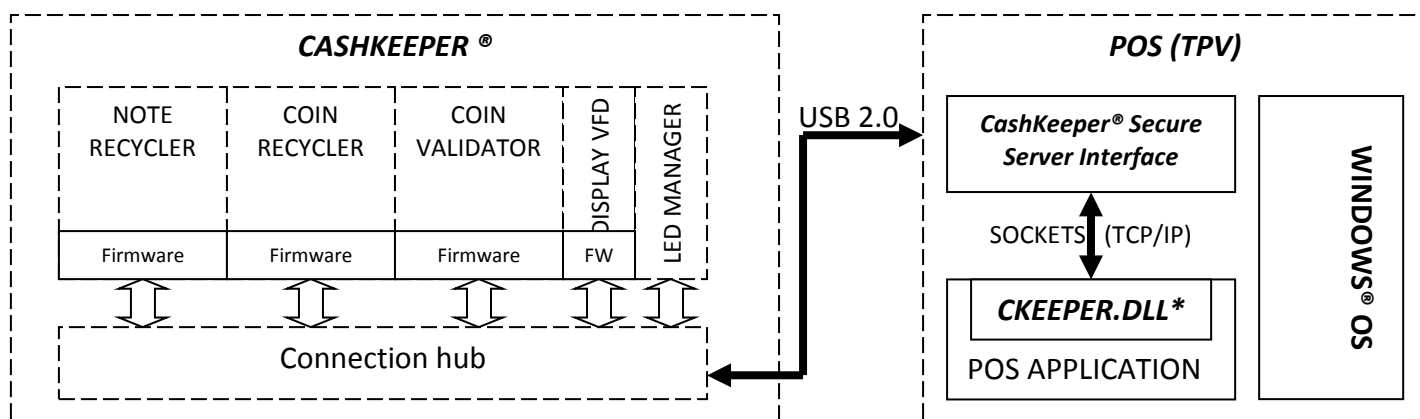 CASHKEEPER ®
NOTE
RECYCLER
COIN
RECYCLER
COIN
VALIDATOR
DISPLAY VFD
LED MANAGER
Firmware
Firmware
Firmware
FW
Connection hub
USB 2.0
POS (TPV)
CashKeeper® Secure
Server Interface
SOCKETS (TCP/IP)
CKEEPER.DLL*
POS APPLICATION
WINDOWS® OS